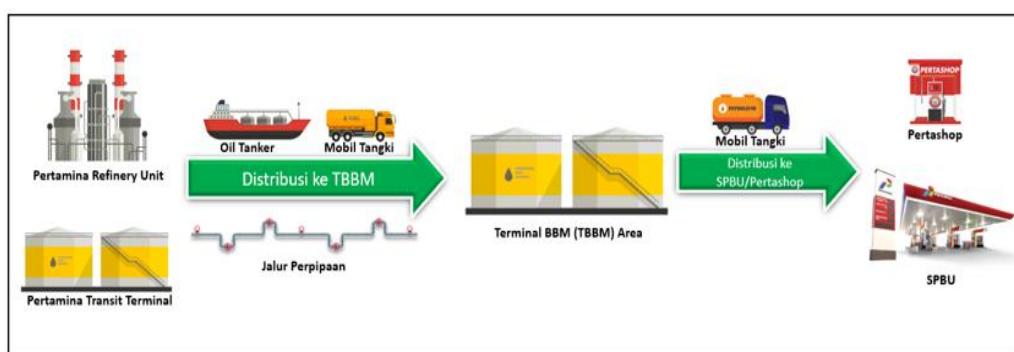 Pertamina Refinery Unit
Pertamina Transit Terminal
Oil Tanker
Mobil Tangki
Distribusi ke TBBM
Jalur Perpipaan
Terminal BBM (TBBM) Area
Mobil Tangki
Distribusi ke
SPBU/Pertashop
PERTASHOP
Pertashop
SPBU